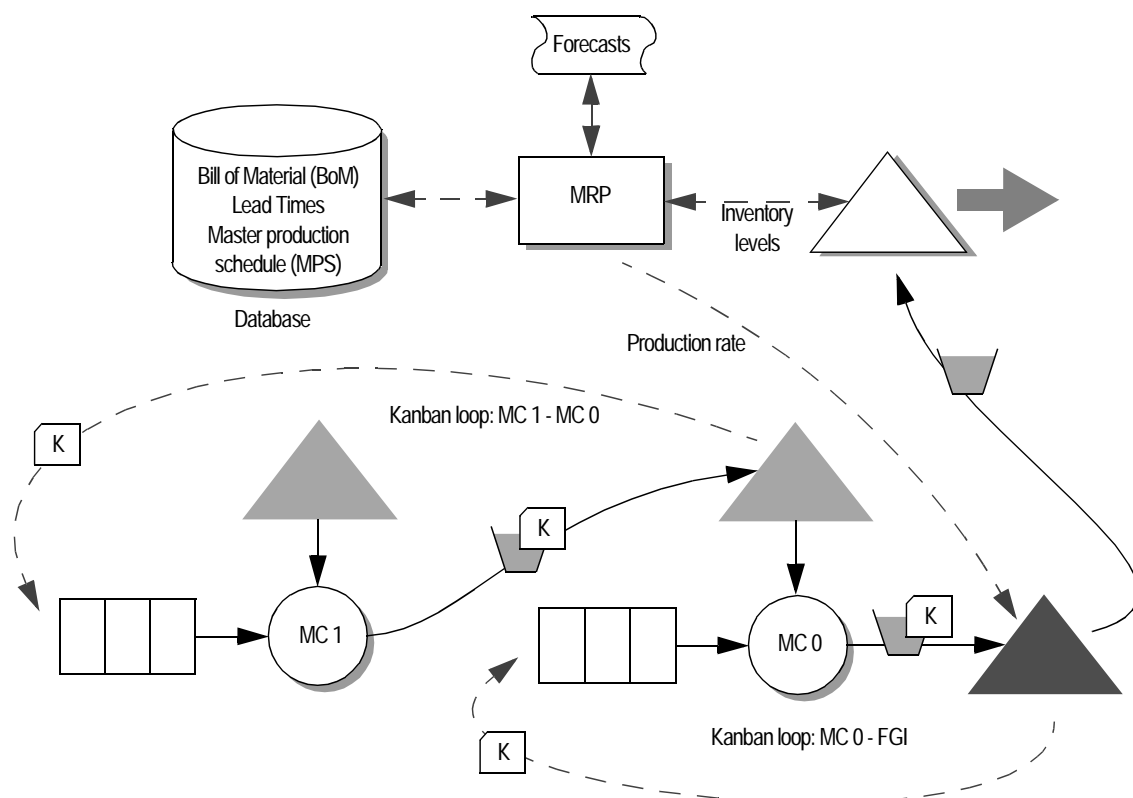 Forecasts
Bill of Material (BoM)
Lead Times
Master production
schedule (MPS)
Database
MRP
Inventory
levels
Production rate
Kanban loop: MC 1 - MC 0
K
K
MC 1
MC 0
K
Kanban loop: MC 0 - FGI
K